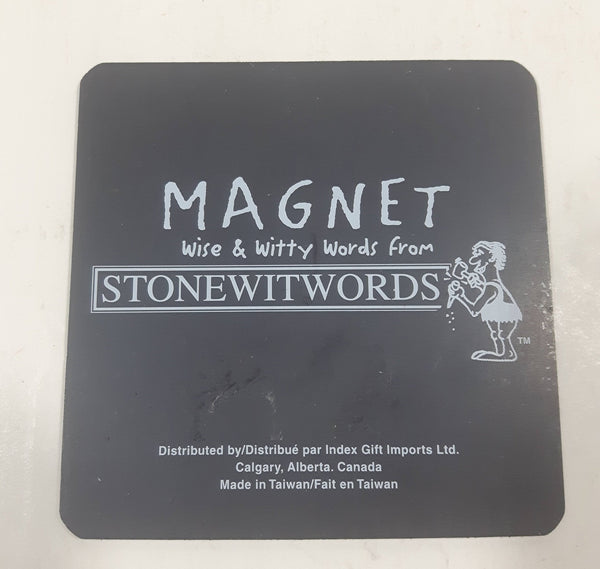 MAGNET
Wise & Witty Words from
STONEWITWORDS
TM
Distributed by/Distribué par Index Gift Imports Ltd.
Calgary, Alberta. Canada
Made in Taiwan/Fait en Taiwan